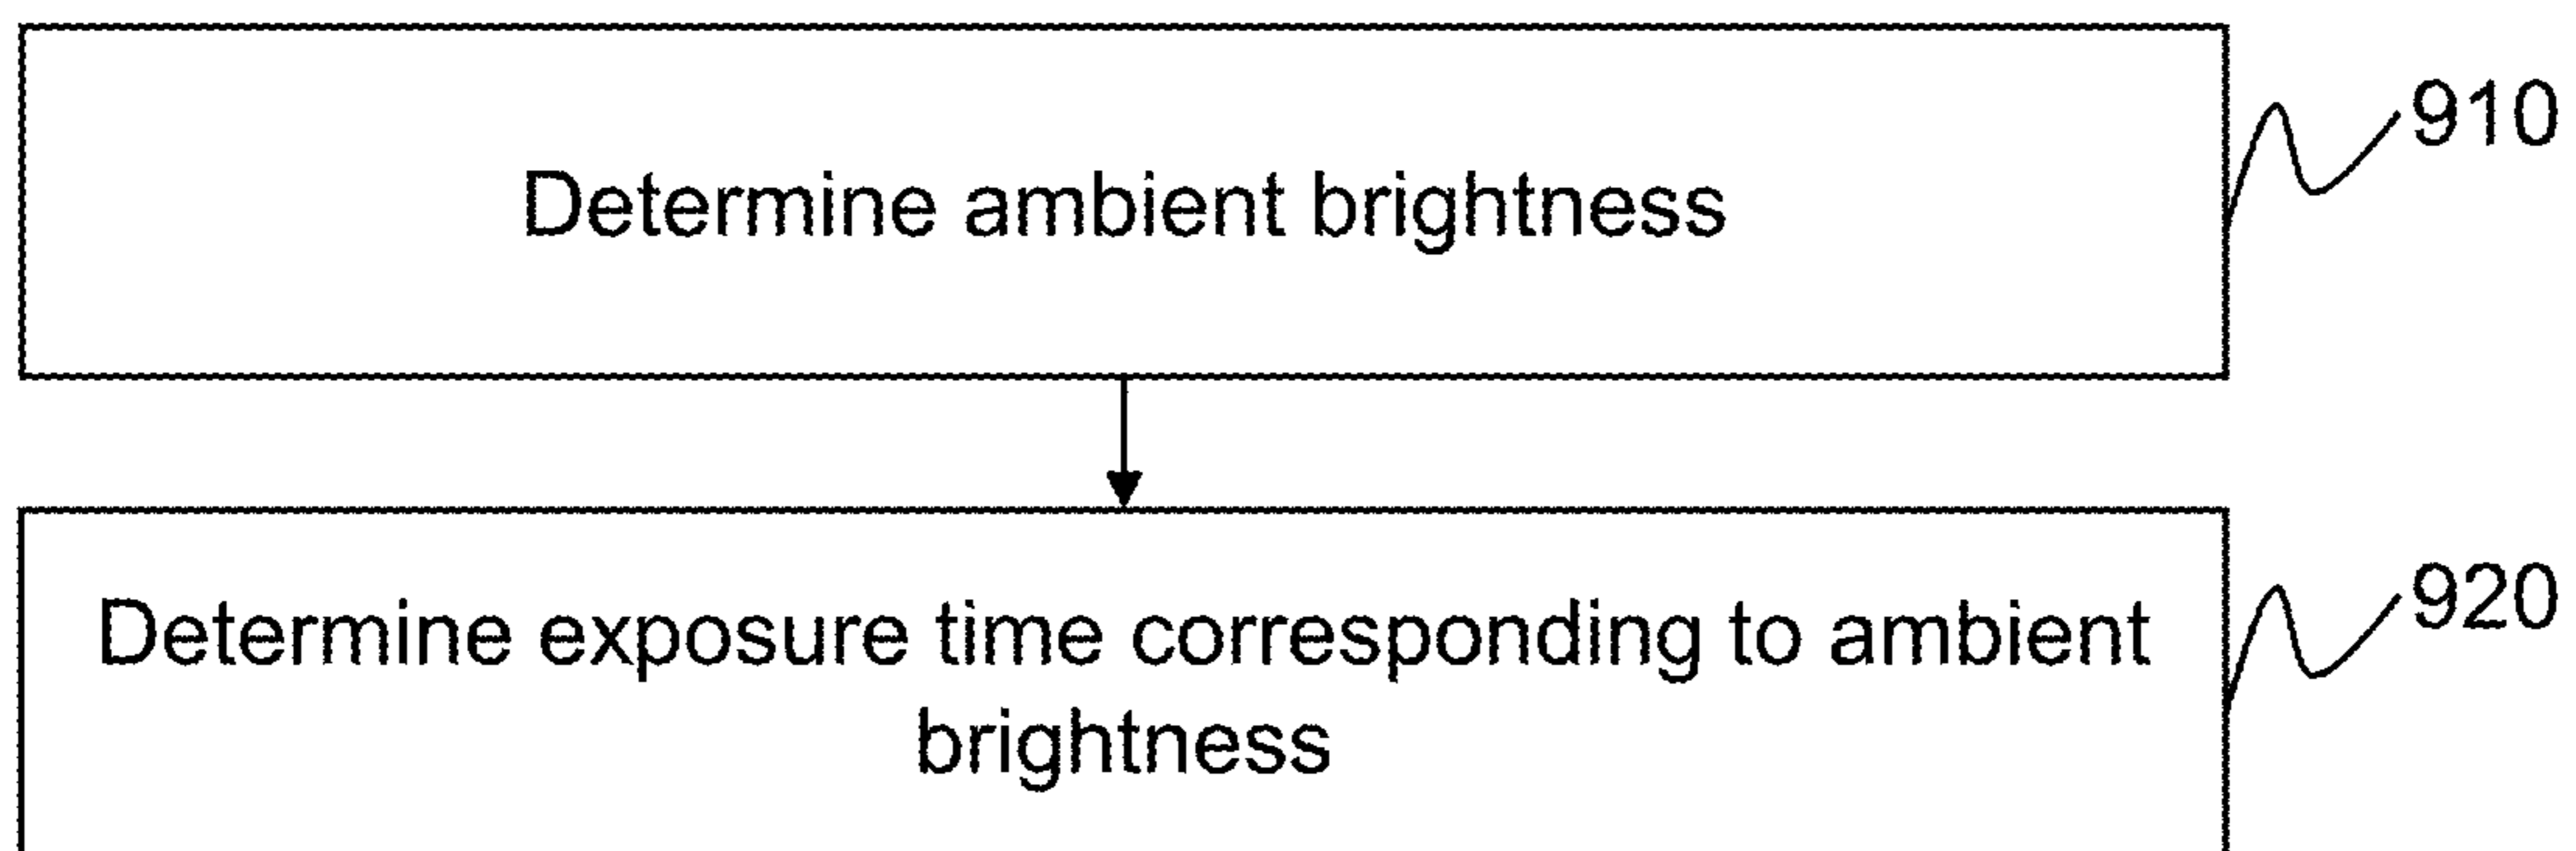 Determine ambient brightness
910
Determine exposure time corresponding to ambient
brightness
920